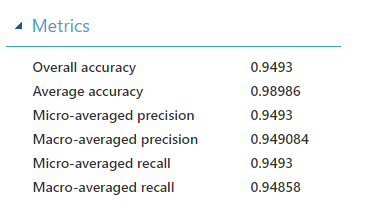 Metrics
Overall accuracy 0.9493
Average accuracy 0.98986
Micro-averaged precision 0.9493
Macro-averaged precision 0.949084
Micro-averaged recall 0.9493
Macro-averaged recall 0.94858